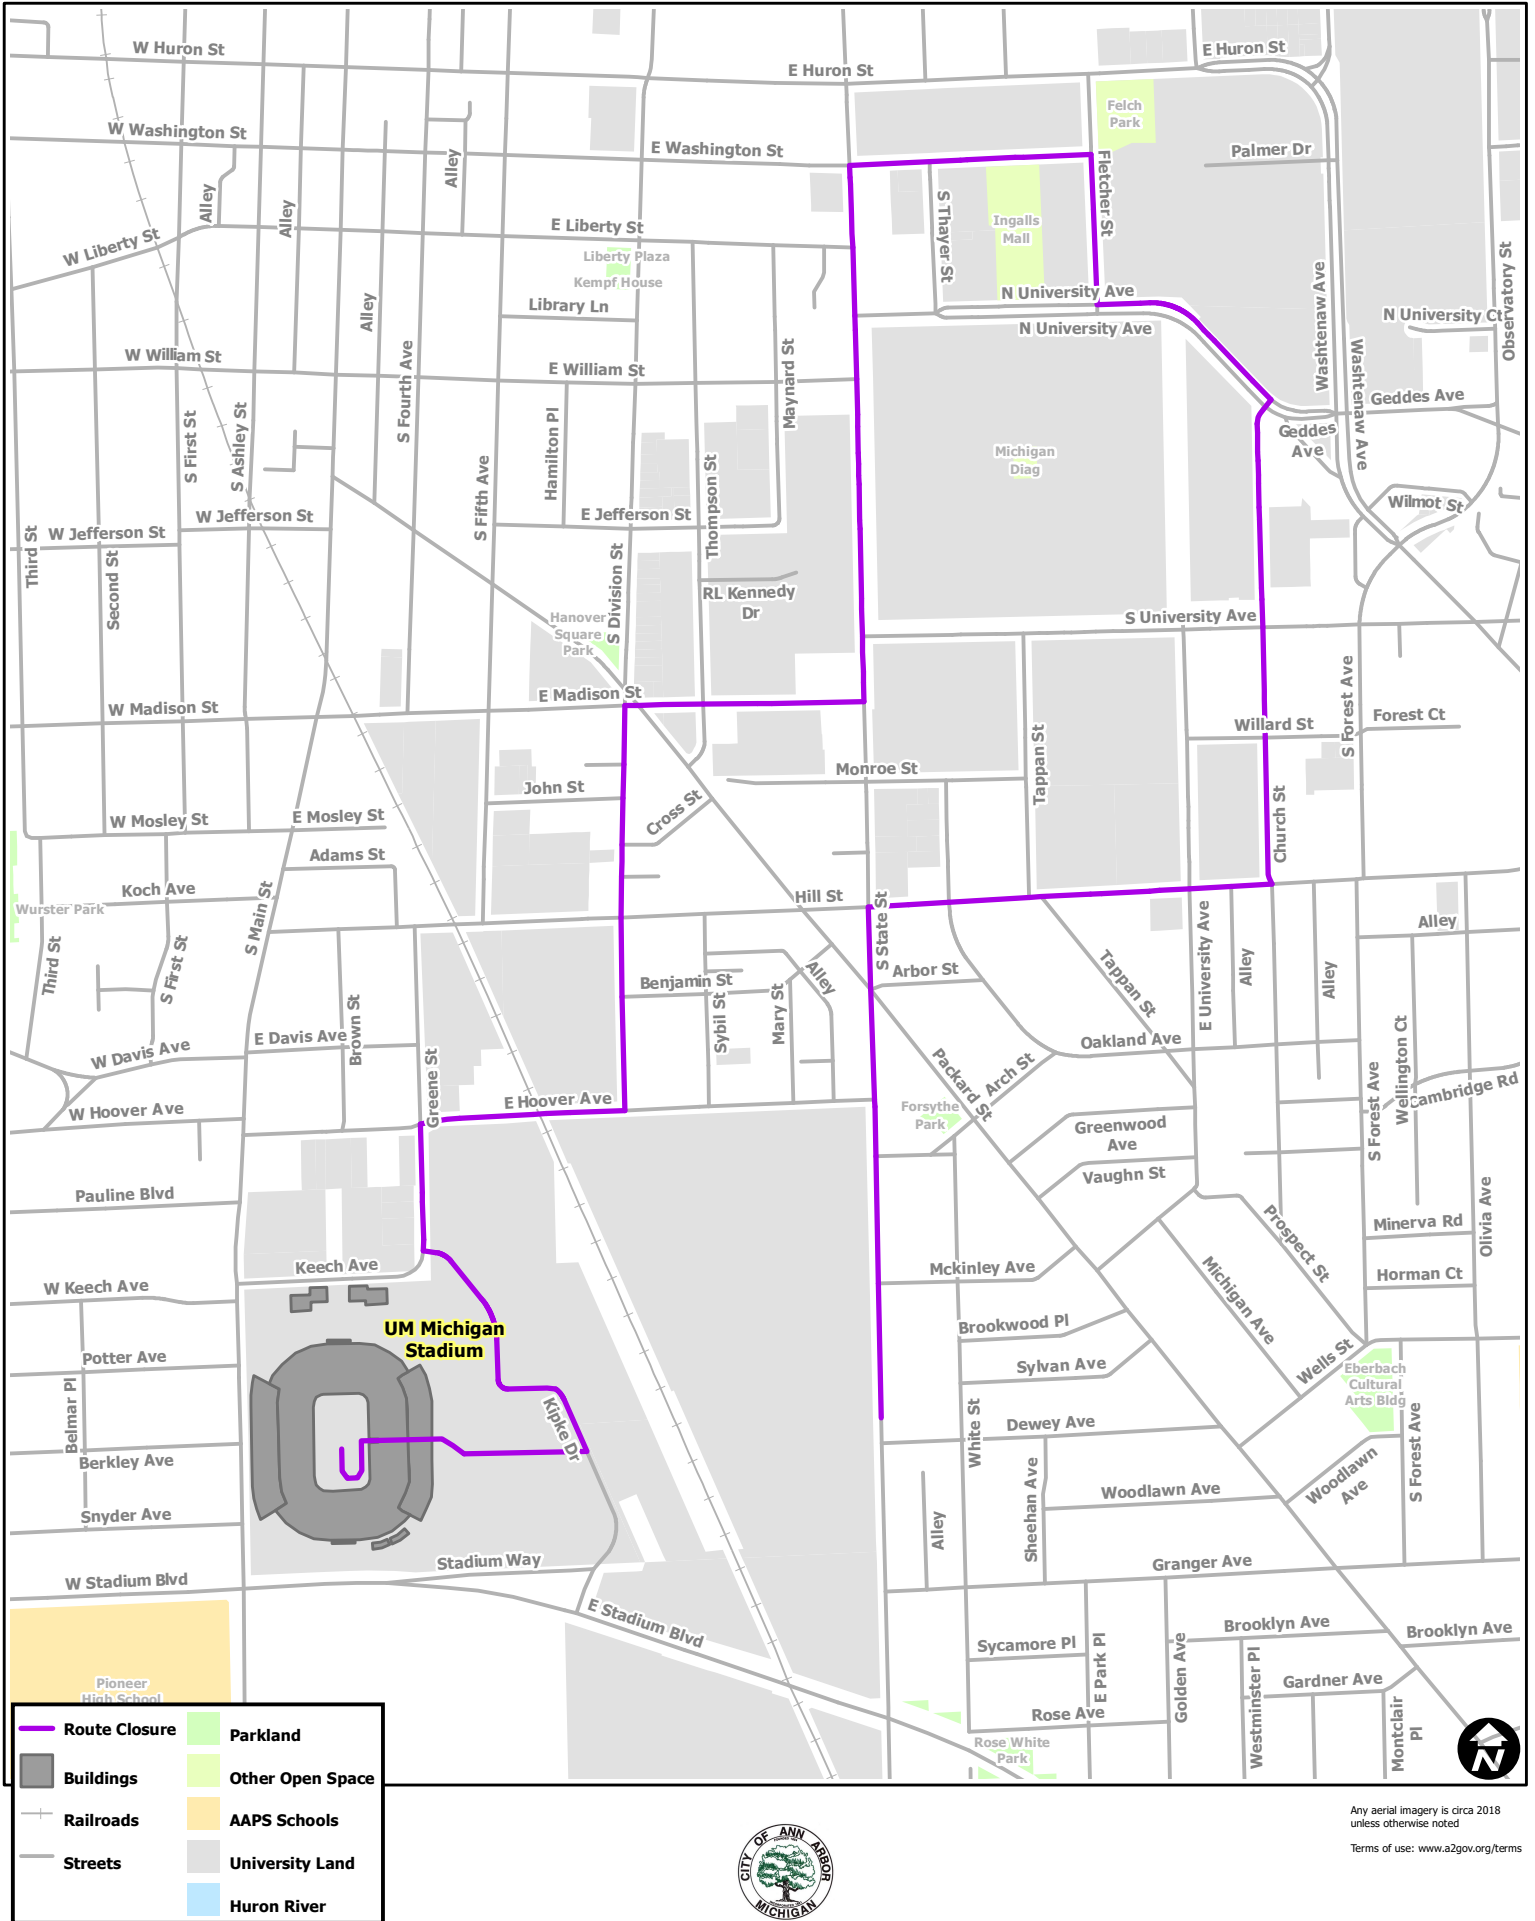 W Huron St
E Huron St
E Huron St
Felch
Park
W Washington St
E Washington St
Palmer Dr
Alley
Alley
Alley
Fletcher St
S Thayer St
Ingalls
Mall
E Liberty St
W Liberty St
Liberty Plaza
Kempf House
Library Ln
N University Ave
N University Ave
Washtenaw Ave
Observatory St
N University Ct
Alley
W William St
E William St
S Fourth Ave
Maynard St
Washtenaw Ave
Geddes Ave
Geddes
Ave
S First St
S Ashley St
Hamilton Pl
Michigan
Diag
S Fifth Ave
Thompson St
Wilmot St
W Jefferson St
W Jefferson St
E Jefferson St
Third St
Second St
S Division St
RL Kennedy
Dr
Hanover
Square
Park
S University Ave
E Madison St
W Madison St
S Forest Ave
Willard St
Forest Ct
Tappan St
Monroe St
John St
Cross St
Church St
W Mosley St
E Mosley St
Adams St
Koch Ave
Wurster Park
Hill St
S Main St
S State St
E University Ave
Alley
Third St
S First St
Benjamin St
Sybil St
Mary St
Alley
Arbor St
Tappan St
Alley
Alley
Brown St
E Davis Ave
W Davis Ave
Greene St
Oakland Ave
Packard St
Arch St
Wellington Ct
Cambridge Rd
W Hoover Ave
E Hoover Ave
Forsythe
Park
Greenwood
Ave
S Forest Ave
Vaughn St
Pauline Blvd
Prospect St
Minerva Rd
Olivia Ave
Keech Ave
W Keech Ave
Mckinley Ave
Michigan Ave
Horman Ct
UM Michigan
Stadium
Brookwood Pl
Potter Ave
Sylvan Ave
Wells St
Eberbach
Cultural
Arts Bldg
Belmar Pl
Kipke Dr
White St
Dewey Ave
S Forest Ave
Berkley Ave
Woodlawn
Ave
Woodlawn Ave
Snyder Ave
Alley
Sheehan Ave
Stadium Way
Granger Ave
W Stadium Blvd
E Stadium Blvd
Brooklyn Ave
Brooklyn Ave
Sycamore Pl
E Park Pl
Golden Ave
Westminster Pl
Gardner Ave
Pioneer
High School
Rose Ave
Montclair
Pl
Rose White
Park
N
Route Closure
Buildings
Railroads
Streets
Parkland
Other Open Space
AAPS Schools
University Land
Huron River
CITY OF ANN ARBOR
MICHIGAN
Any aerial imagery is circa 2018
unless otherwise noted
Terms of use: www.a2gov.org/terms